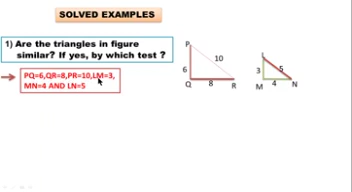 SOLVED EXAMPLES
1) Are the triangles in figure
similar? If yes, by which test ?
PQ=6,QR=8,PR=10,LM=3,
MN=4 AND LN=5
P
10
6
Q
8
R
L
3
5
M
4
N